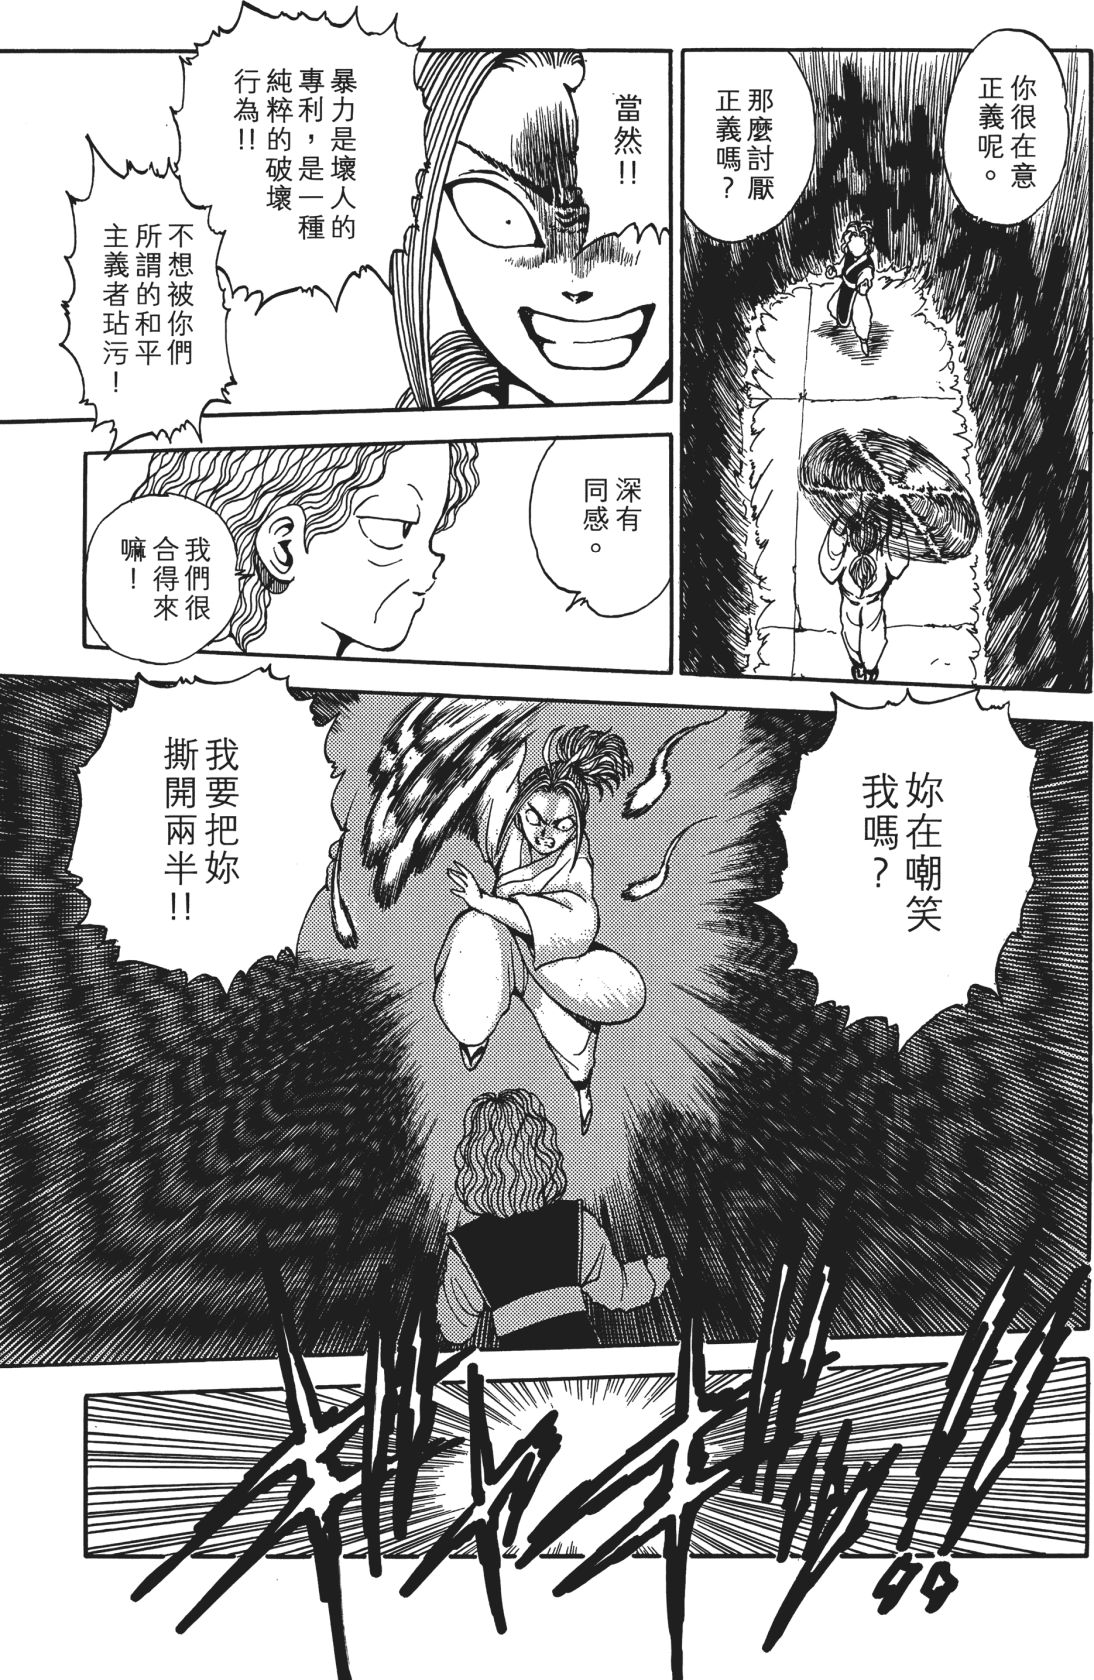 你很在意
正義呢。
那麼討厭
正義嗎？
當然!!
暴力是壞人的
專利，是一種
純粹的破壞
行為!!
不想被你們
所謂的和平
主義者玷污！
深有
同感。
我們很
合得來
嘛！
妳在嘲笑
我嗎？
我要把妳
撕開兩半!!